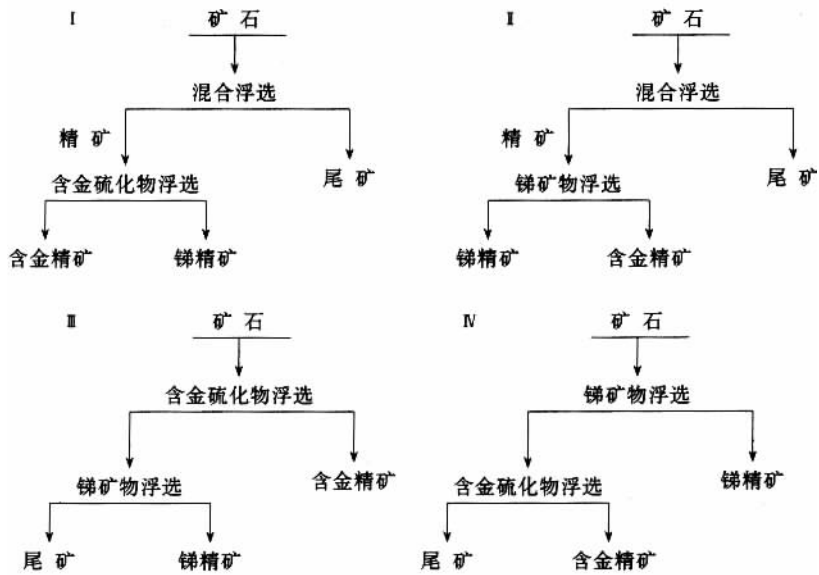 Ⅰ
矿 石
混合浮选
精 矿
尾 矿
含金硫化物浮选
含金精矿
锑精矿
Ⅱ
矿 石
混合浮选
精 矿
尾 矿
锑矿物浮选
锑精矿
含金精矿
Ⅲ
矿 石
含金硫化物浮选
锑矿物浮选
含金精矿
尾 矿
锑精矿
Ⅳ
矿 石
锑矿物浮选
含金硫化物浮选
锑精矿
尾 矿
含金精矿